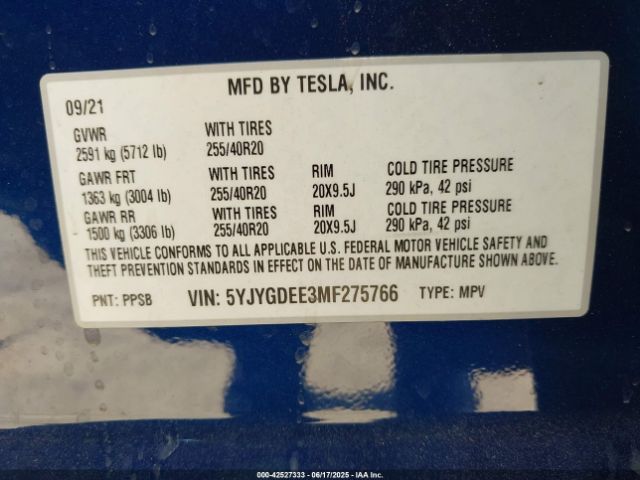 MFD BY TESLA, INC.
09/21
GVWR WITH TIRES
2591 kg (5712 lb) 255/40R20
GAWR FRT WITH TIRES RIM COLD TIRE PRESSURE
1363 kg (3004 lb) 255/40R20 20X9.5J 290 kPa, 42 psi
GAWR RR WITH TIRES RIM COLD TIRE PRESSURE
1500 kg (3306 lb) 255/40R20 20X9.5J 290 kPa, 42 psi
THIS VEHICLE CONFORMS TO ALL APPLICABLE U.S. FEDERAL MOTOR VEHICLE SAFETY AND
THEFT PREVENTION STANDARDS IN EFFECT ON THE DATE OF MANUFACTURE SHOWN ABOVE.
PNT: PPSB VIN: 5YJYGDEE3MF275766 TYPE: MPV
000-42527333 - 06/17/2025 - IAA Inc.